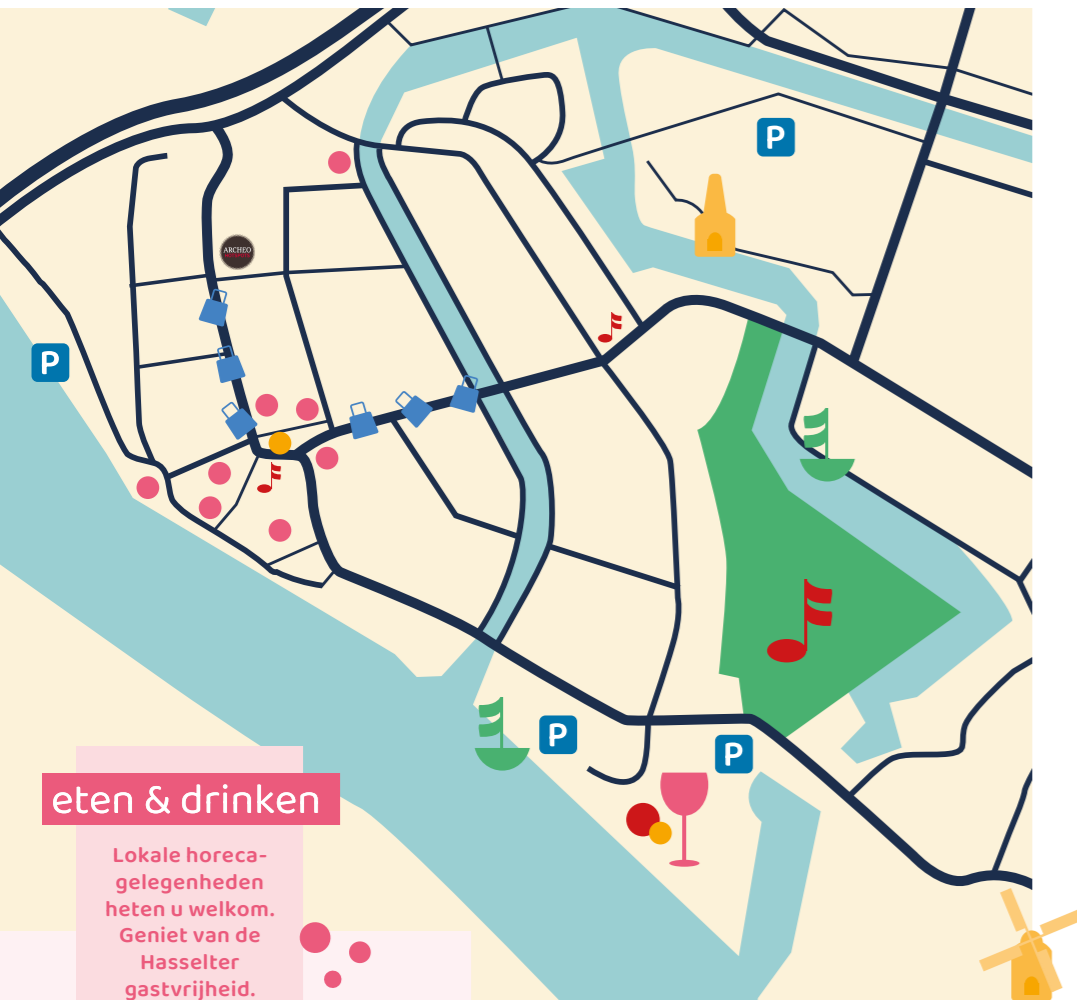 P
ARCHEO
P
P
P
eten & drinken
Lokale horeca-
gelegenheden
heten u welkom.
Geniet van de
Hasselter
gastvrijheid.